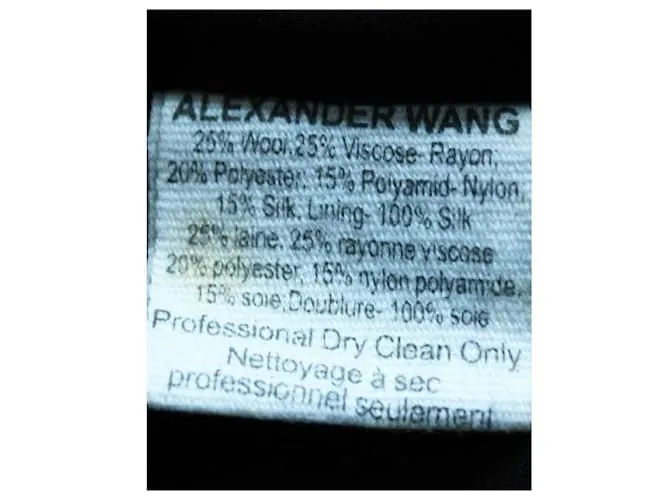 ALEXANDER WANG
25% Wool,25% Viscose- Rayon,
20% Polyester, 15% Polyamid- Nylon,
15% Silk, Lining- 100% Silk
25% laine, 25% rayonne viscose
20% polyester, 15% nylon polyamide,
15% soie,Doublure- 100% soie
Professional Dry Clean Only
Nettoyage à sec
professionnel seulement